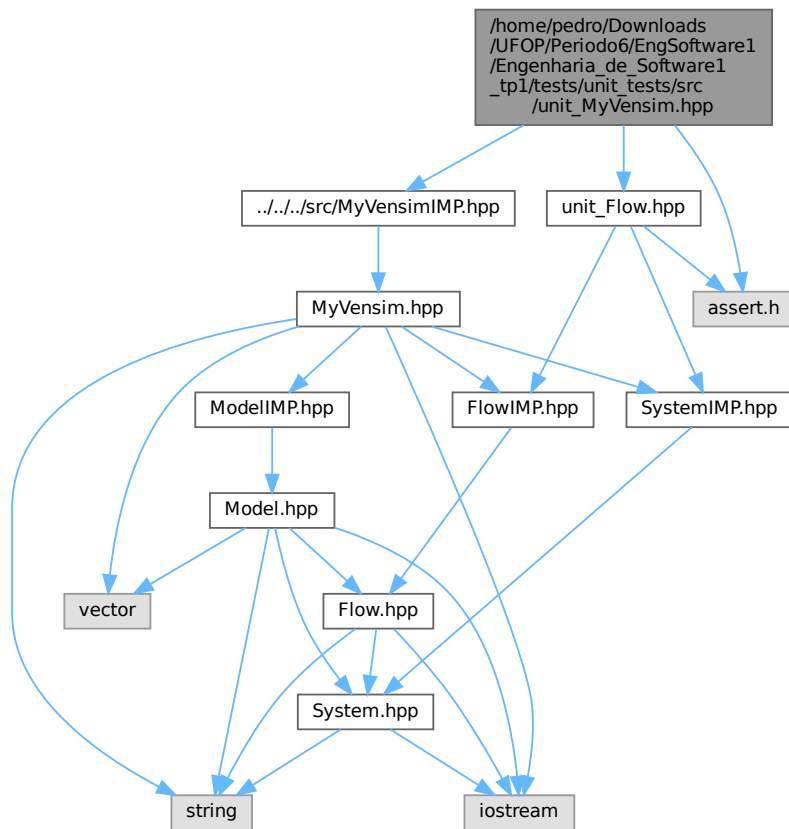 /home/pedro/Downloads
/UFOP/Periodo6/EngSoftware1
/Engenharia_de_Software1
_tp1/tests/unit_tests/src
/unit_MyVensim.hpp
../../../src/MyVensimIMP.hpp
unit_Flow.hpp
MyVensim.hpp
assert.h
ModelIMP.hpp
FlowIMP.hpp
SystemIMP.hpp
Model.hpp
vector
Flow.hpp
System.hpp
string
iostream